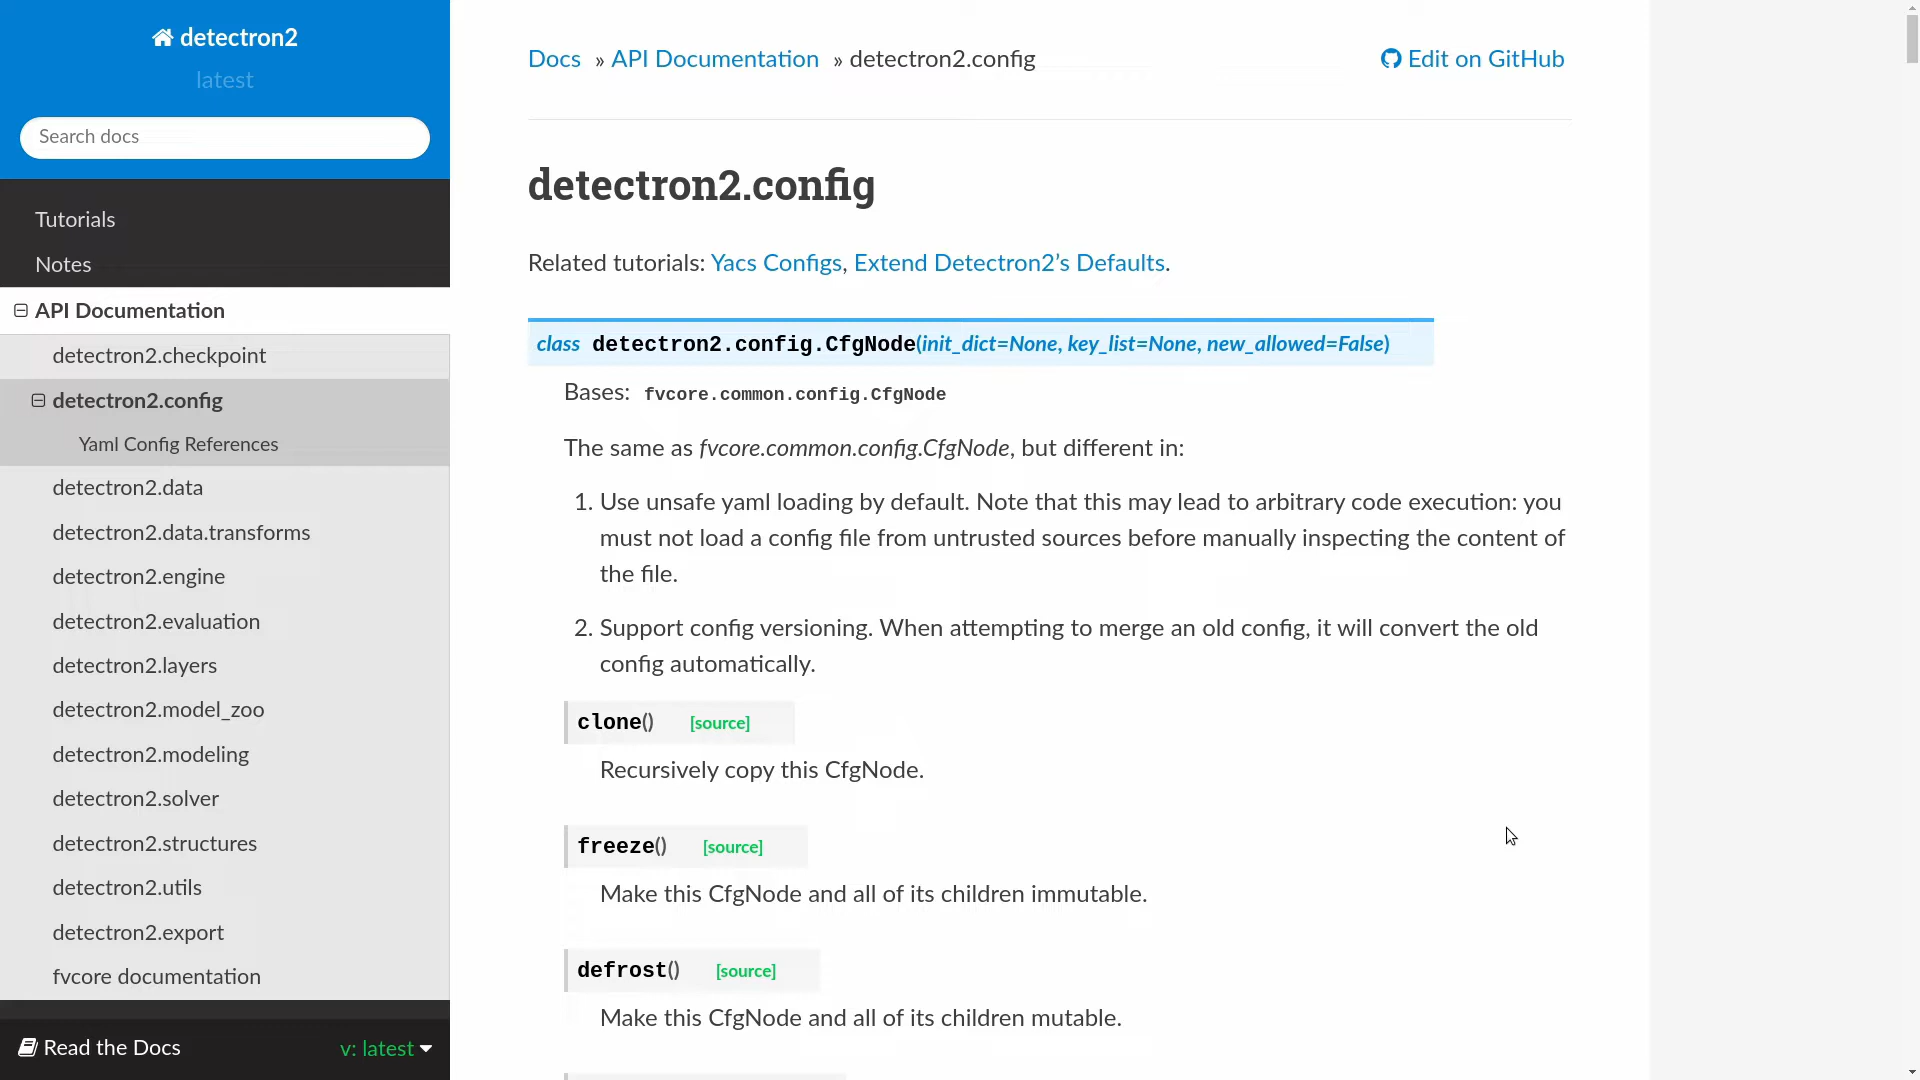 detectron2
latest
Search docs
Tutorials
Notes
API Documentation
detectron2.checkpoint
detectron2.config
Yaml Config References
detectron2.data
detectron2.data.transforms
detectron2.engine
detectron2.evaluation
detectron2.layers
detectron2.model_zoo
detectron2.modeling
detectron2.solver
detectron2.structures
detectron2.utils
detectron2.export
fvcore documentation
Read the Docs v: latest
Docs » API Documentation » detectron2.config Edit on GitHub
detectron2.config
Related tutorials: Yacs Configs, Extend Detectron2’s Defaults.
class detectron2.config.CfgNode(init_dict=None, key_list=None, new_allowed=False)
Bases: fvcore.common.config.CfgNode
The same as fvcore.common.config.CfgNode, but different in:
1. Use unsafe yaml loading by default. Note that this may lead to arbitrary code execution: you
must not load a config file from untrusted sources before manually inspecting the content of
the file.
2. Support config versioning. When attempting to merge an old config, it will convert the old
config automatically.
clone() [source]
Recursively copy this CfgNode.
freeze() [source]
Make this CfgNode and all of its children immutable.
defrost() [source]
Make this CfgNode and all of its children mutable.